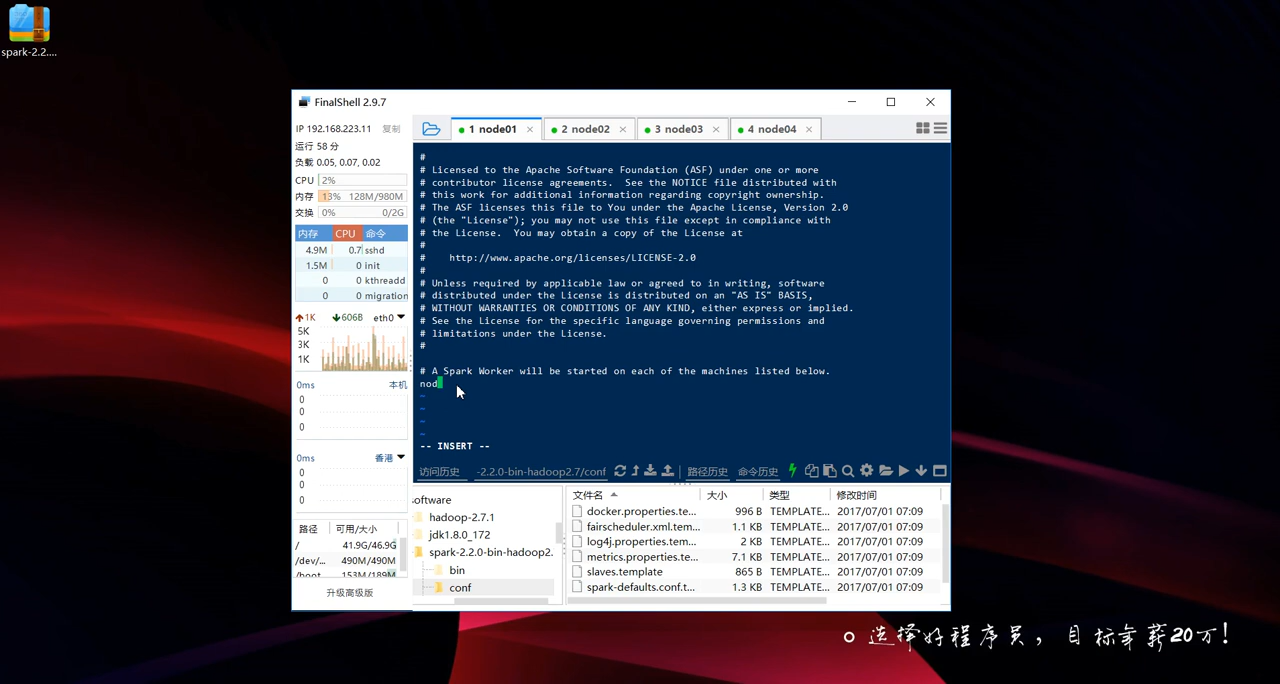 spark-2.2....
FinalShell 2.9.7
IP 192.168.223.11 复制
运行 58 分
负载 0.05, 0.07, 0.02
CPU 2%
内存 13% 128M/980M
交换 0% 0/2G
内存 CPU 命令
4.9M 0.7 sshd
1.5M 0 init
0 0 kthreadd
0 0 migration
1K 606B eth0
5K
3K
1K
0ms 本机
0
0
0
0ms 香港
0
0
0
路径 可用/大小
/ 41.9G/46.9G
/dev/... 490M/490M
/boot 153M/189M
升级高级版
1 node01 2 node02 3 node03 4 node04
#
# Licensed to the Apache Software Foundation (ASF) under one or more
# contributor license agreements.  See the NOTICE file distributed with
# this work for additional information regarding copyright ownership.
# The ASF licenses this file to You under the Apache License, Version 2.0
# (the "License"); you may not use this file except in compliance with
# the License.  You may obtain a copy of the License at
#
#    http://www.apache.org/licenses/LICENSE-2.0
#
# Unless required by applicable law or agreed to in writing, software
# distributed under the License is distributed on an "AS IS" BASIS,
# WITHOUT WARRANTIES OR CONDITIONS OF ANY KIND, either express or implied.
# See the License for the specific language governing permissions and
# limitations under the License.
#
# A Spark Worker will be started on each of the machines listed below.
nod
~
~
~
~
-- INSERT --
访问历史 -2.2.0-bin-hadoop2.7/conf 路径历史 命令历史
software
hadoop-2.7.1
jdk1.8.0_172
spark-2.2.0-bin-hadoop2.
bin
conf
文件名 大小 类型 修改时间
docker.properties.te... 996 B TEMPLATE... 2017/07/01 07:09
fairscheduler.xml.tem... 1.1 KB TEMPLATE... 2017/07/01 07:09
log4j.properties.tem... 2 KB TEMPLATE... 2017/07/01 07:09
metrics.properties.te... 7.1 KB TEMPLATE... 2017/07/01 07:09
slaves.template 865 B TEMPLATE... 2017/07/01 07:09
spark-defaults.conf.t... 1.3 KB TEMPLATE... 2017/07/01 07:09
选择好程序员，目标年薪20万！